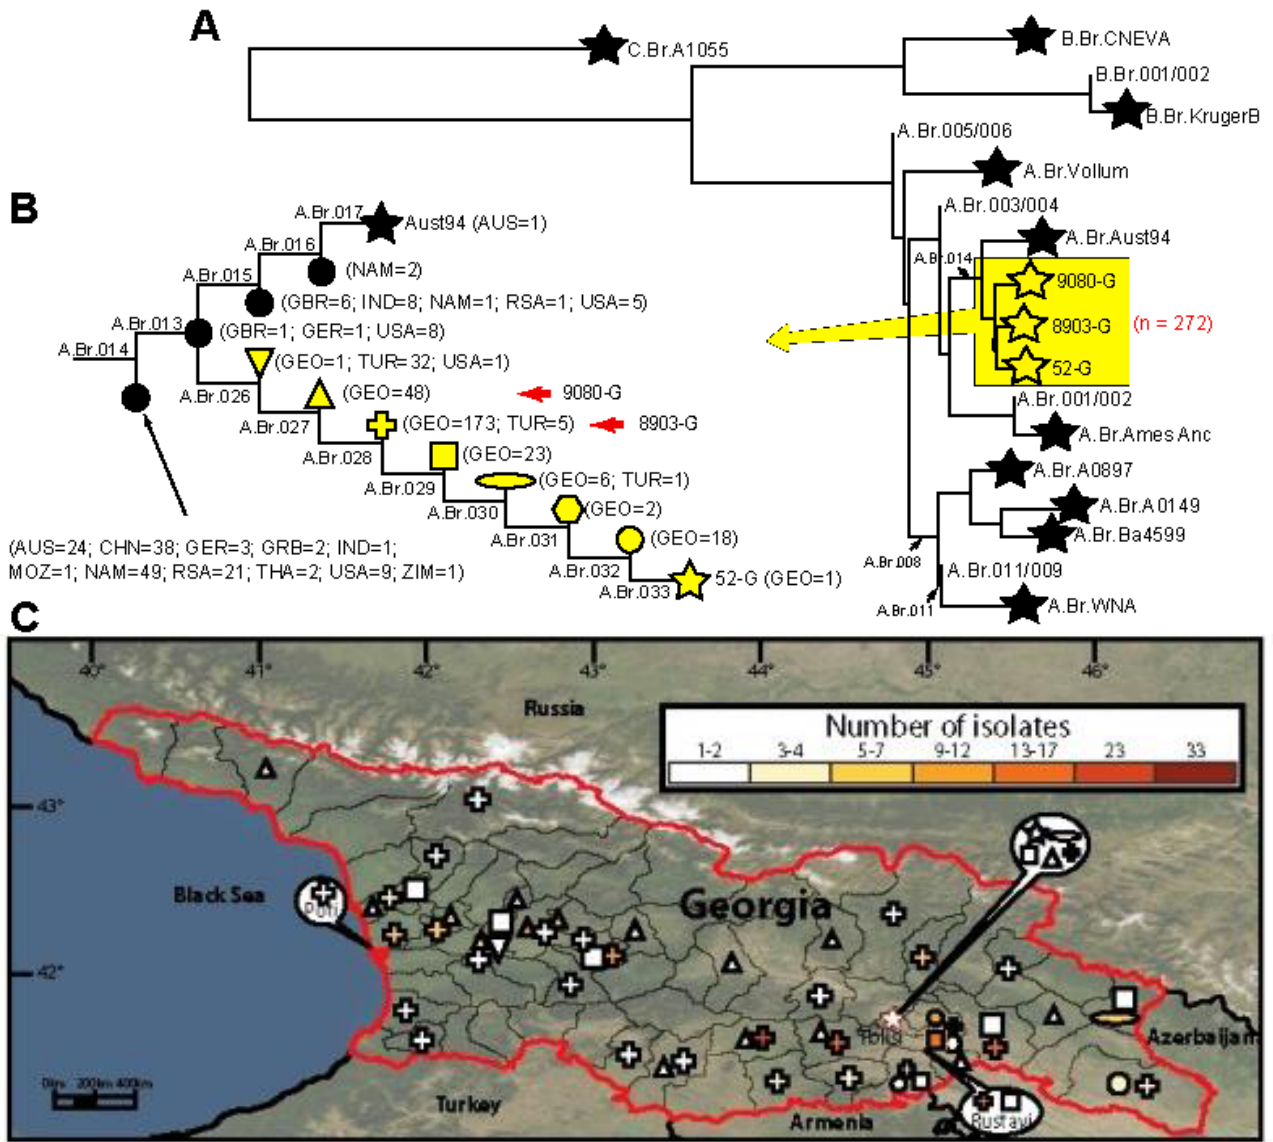 A
C.Br.A1055
B.Br.CNEVA
B.Br.001/002
B.Br.KrugerB
A.Br.005/006
A.Br.Vollum
A.Br.003/004
A.Br.Aust94
A.Br.014
9080-G
8903-G
(n = 272)
52-G
A.Br.001/002
A.Br.Ames Anc
A.Br.A0897
A.Br.A0149
A.Br.Ba4599
A.Br.008
A.Br.011/009
A.Br.011
A.Br.WNA
B
A.Br.017
Aust94 (AUS=1)
A.Br.016
(NAM=2)
A.Br.015
(GBR=6; IND=8; NAM=1; RSA=1; USA=5)
A.Br.013
(GBR=1; GER=1; USA=8)
A.Br.014
(GEO=1; TUR=32; USA=1)
A.Br.026
(GEO=48)
9080-G
A.Br.027
(GEO=173; TUR=5)
8903-G
A.Br.028
(GEO=23)
A.Br.029
(GEO=6; TUR=1)
A.Br.030
(GEO=2)
A.Br.031
(GEO=18)
A.Br.032
52-G (GEO=1)
A.Br.033
(AUS=24; CHN=38; GER=3; GRB=2; IND=1;
MOZ=1; NAM=49; RSA=21; THA=2; USA=9; ZIM=1)
C
40° 41° 42° 43° 44° 45° 46°
Russia
Number of isolates
1-2 3-4 5-7 9-12 13-17 23 33
43°
Black Sea
Poti
Georgia
42°
Tbilisi
Azerbaijan
0km 200km 400km
Turkey
Armenia
Rustavi